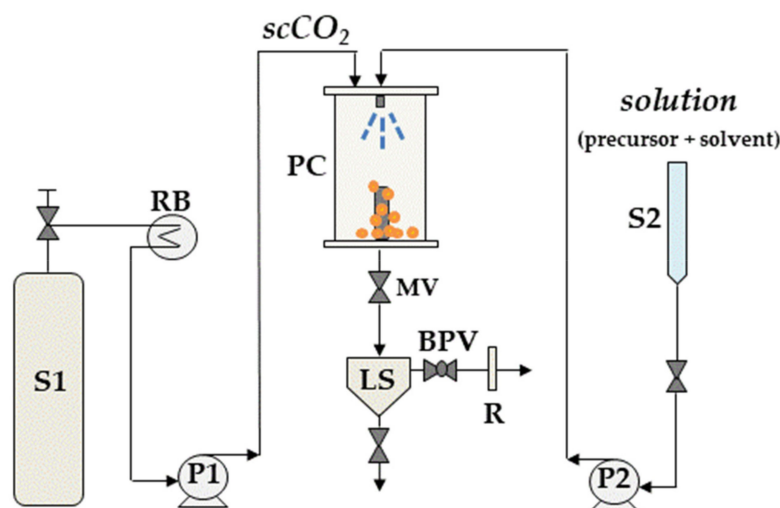 scCO₂
solution
(precursor + solvent)
PC
RB
S2
MV
BPV
S1
LS
R
P1
P2